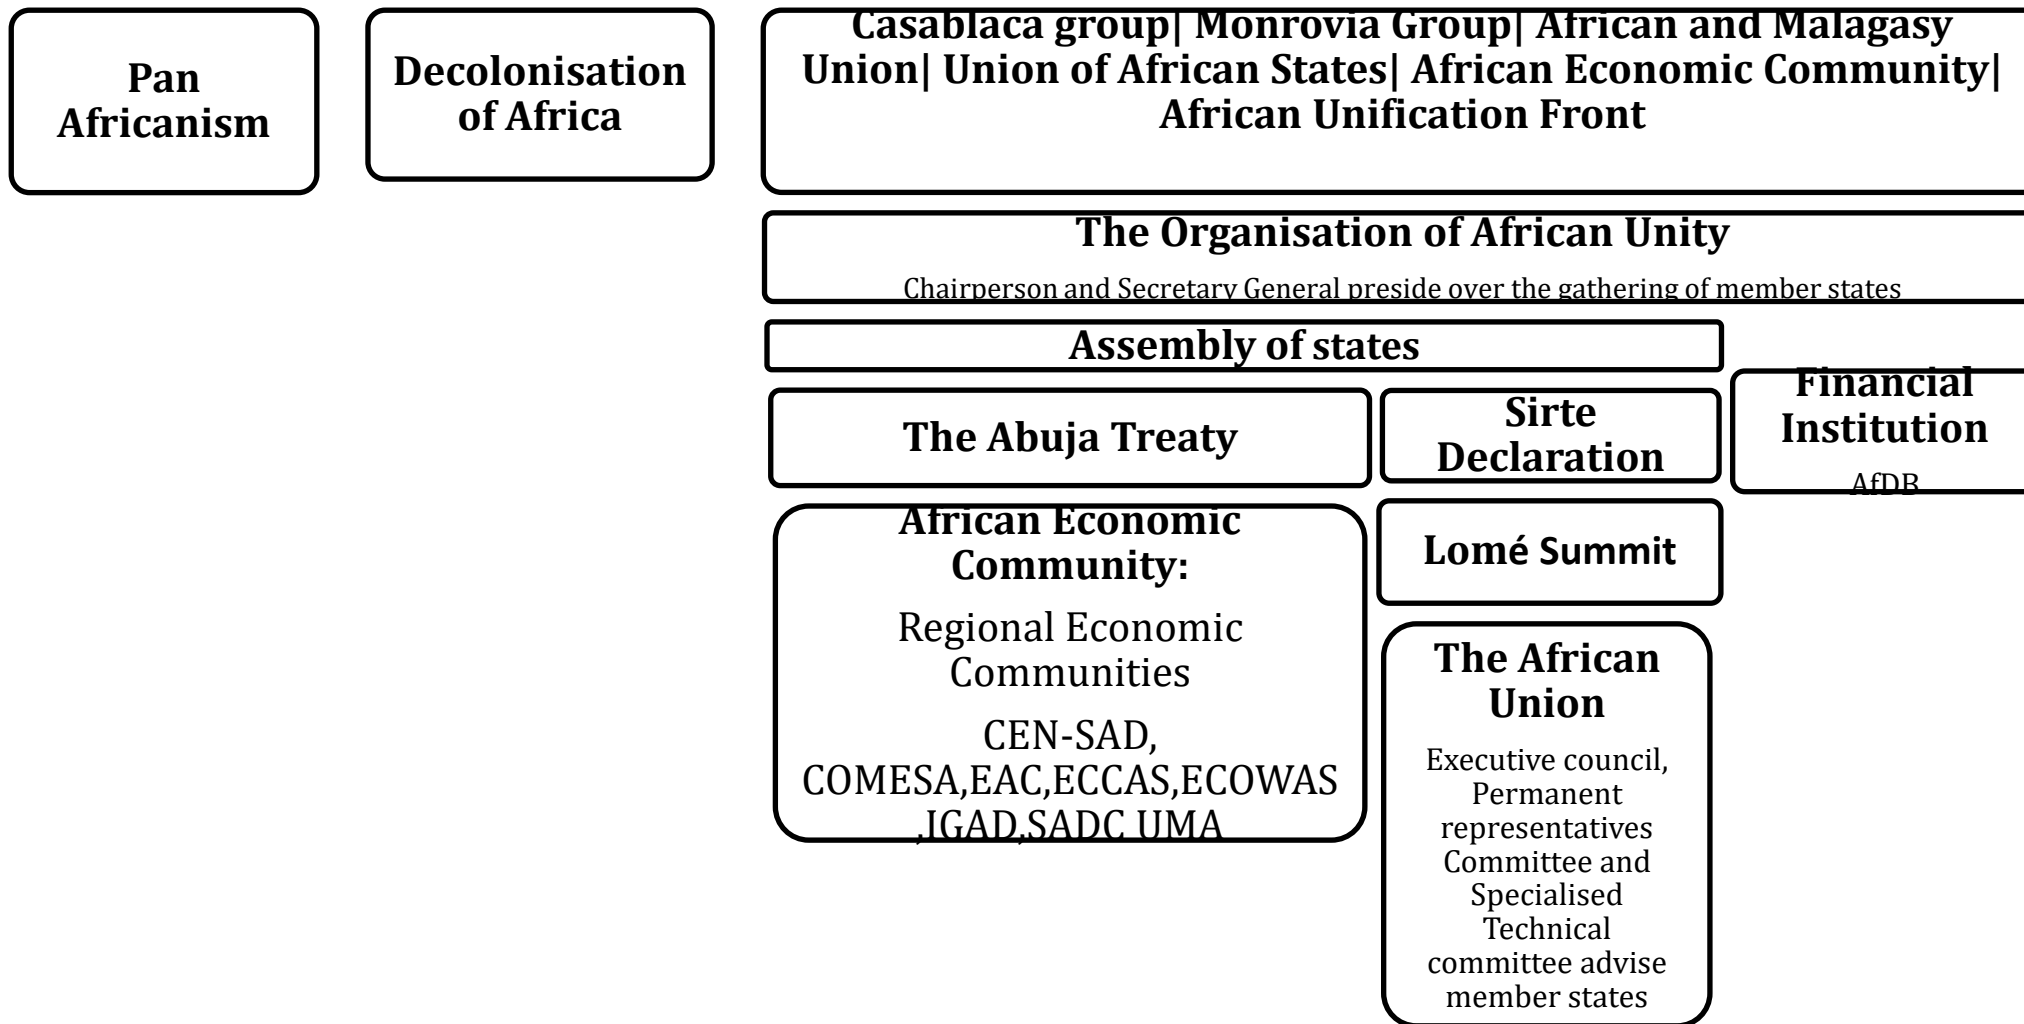 Pan
Africanism
Decolonisation
of Africa
Casablaca group| Monrovia Group| African and Malagasy
Union| Union of African States| African Economic Community|
African Unification Front
The Organisation of African Unity
Chairperson and Secretary General preside over the gathering of member states
Assembly of states
The Abuja Treaty
Sirte
Declaration
Financial
Institution
AfDB
African Economic
Community:
Regional Economic
Communities
CEN-SAD,
COMESA,EAC,ECCAS,ECOWAS
,IGAD,SADC UMA
Lomé Summit
The African
Union
Executive council,
Permanent
representatives
Committee and
Specialised
Technical
committee advise
member states